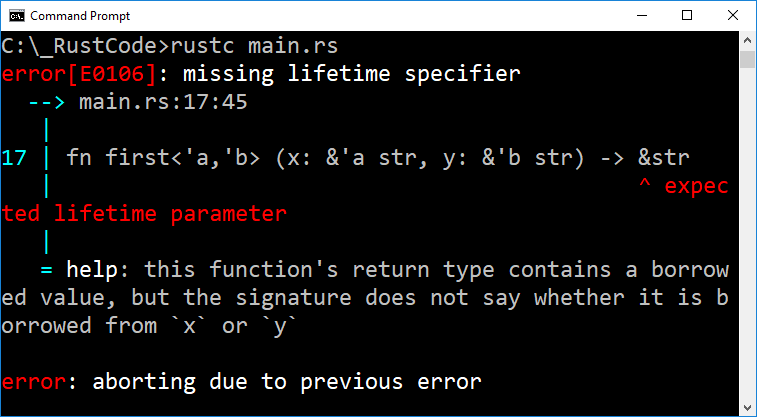 Command Prompt
C:\_RustCode>rustc main.rs
error[E0106]: missing lifetime specifier
  --> main.rs:17:45
   |
17 | fn first<'a,'b> (x: &'a str, y: &'b str) -> &str
   |                                             ^ expec
ted lifetime parameter
   |
   = help: this function's return type contains a borrow
ed value, but the signature does not say whether it is b
orrowed from `x` or `y`
error: aborting due to previous error